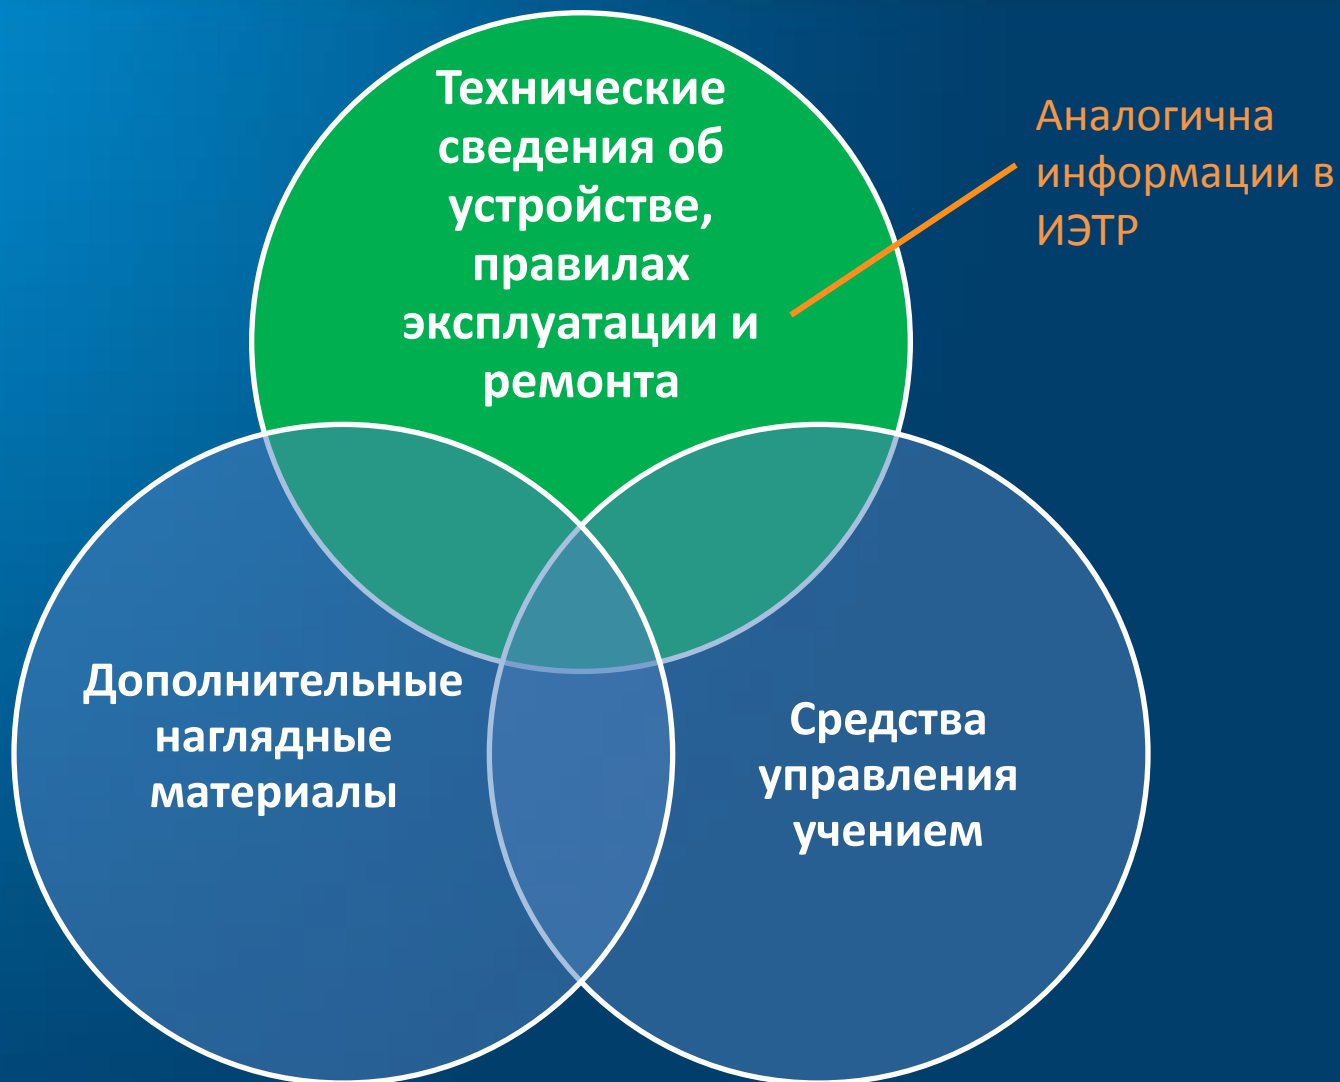 Технические
сведения об
устройстве,
правилах
эксплуатации и
ремонта
Аналогична
информации в
ИЭТР
Дополнительные
наглядные
материалы
Средства
управления
учением